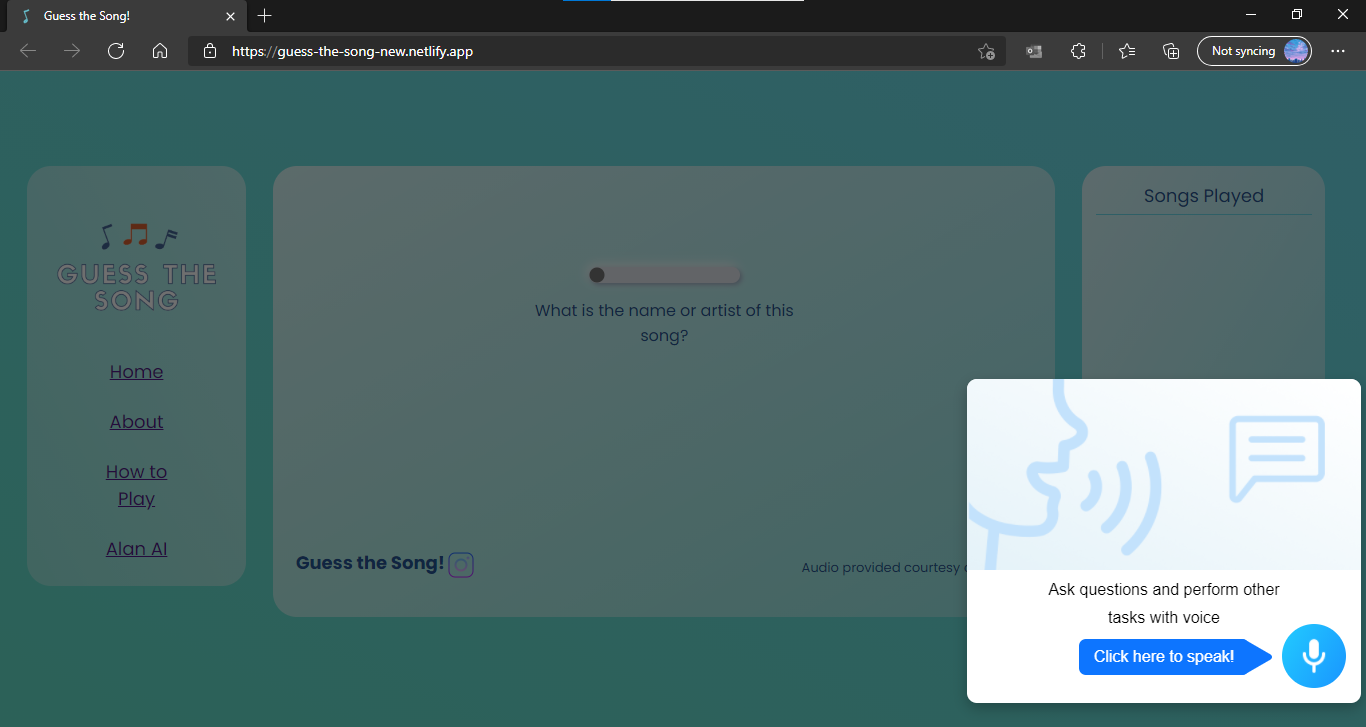 Guess the Song!
https://guess-the-song-new.netlify.app
Not syncing
GUESS THE
SONG
Home
About
How to
Play
Alan AI
What is the name or artist of this
song?
Guess the Song!
Audio provided courtesy
Songs Played
Ask questions and perform other
tasks with voice
Click here to speak!